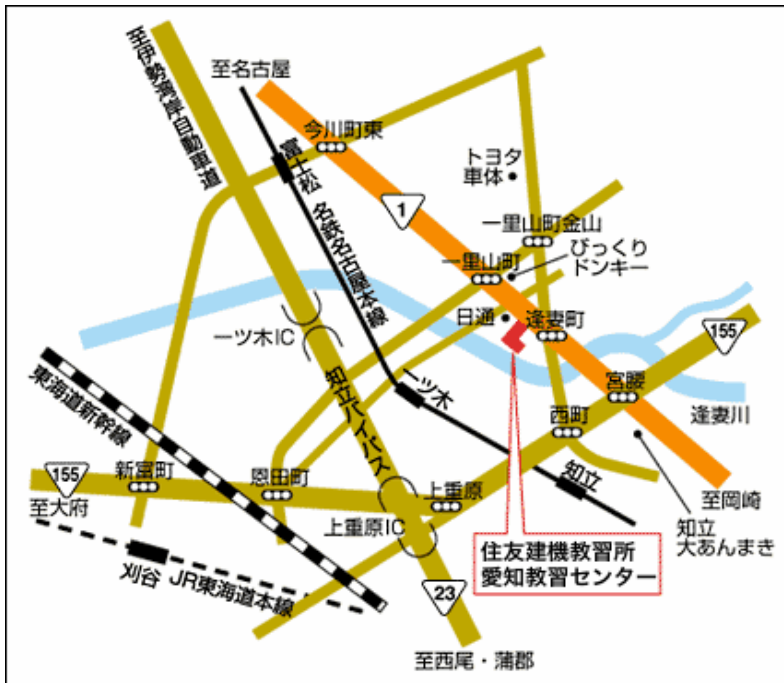 至名古屋
至伊勢湾岸自動車道
今川町東
富士松
名鉄名古屋本線
トヨタ
車体
1
一里山町金山
一里山町
びっくり
ドンキー
日通
逢妻町
155
一ツ木IC
宮腰
逢妻川
東海道新幹線
知立バイパス
一ツ木
西町
新富町
155
恩田町
上重原
知立
至大府
上重原IC
至岡崎
知立
大あんまき
住友建機教習所
愛知教習センター
刈谷
JR東海道本線
23
至西尾・蒲郡